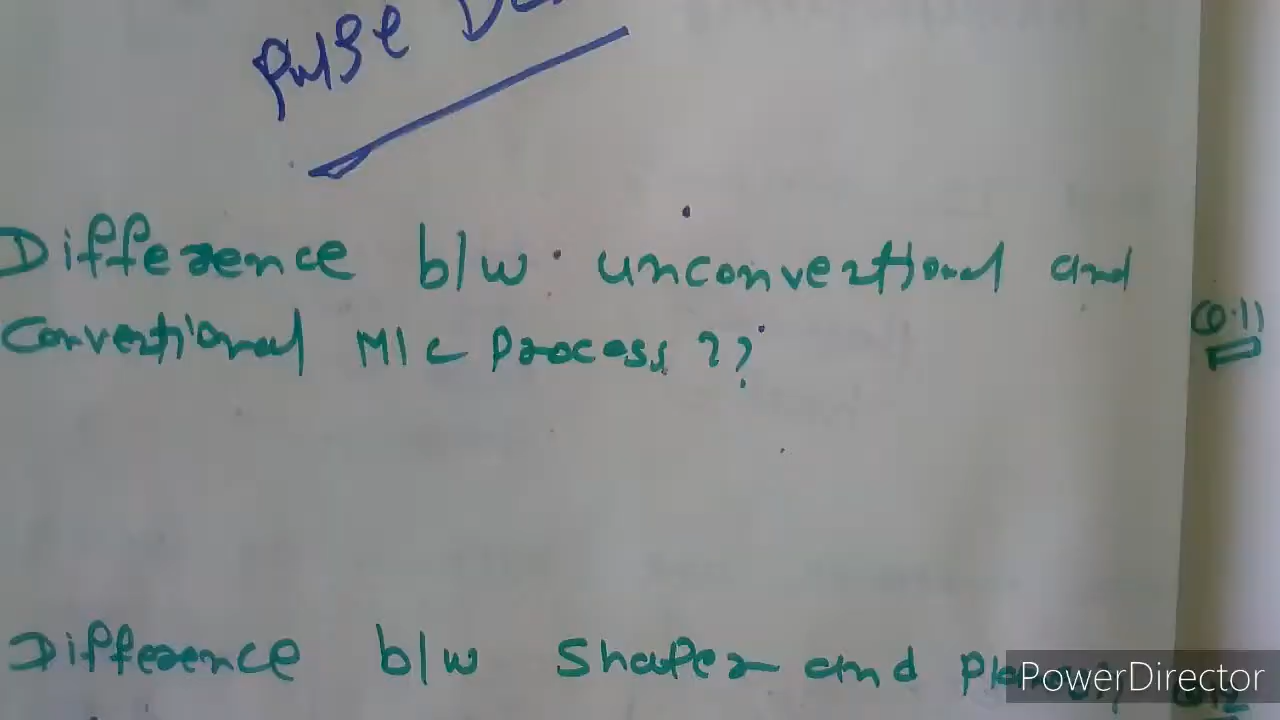 Pulse
Difference b/w unconventional and
Conventional M/c Process ??
Q.11
Difference b/w Shaper and
PowerDirector